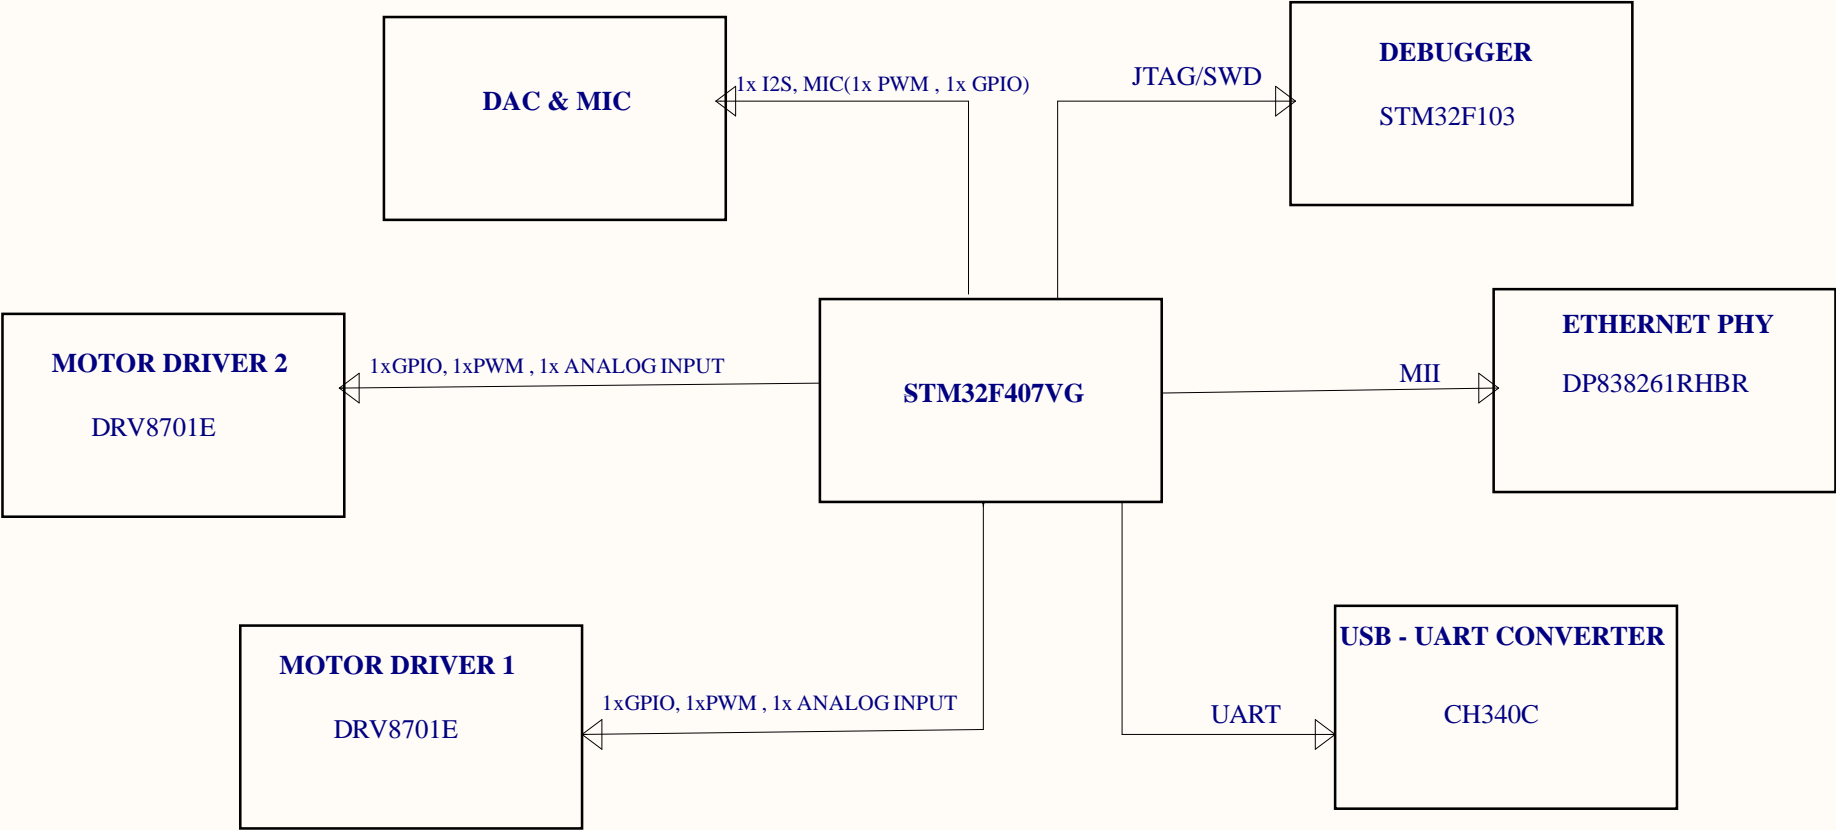 DAC & MIC
1x I2S, MIC(1x PWM , 1x GPIO)
JTAG/SWD
DEBUGGER
STM32F103
MOTOR DRIVER 2
DRV8701E
1xGPIO, 1xPWM , 1x ANALOG INPUT
STM32F407VG
MII
ETHERNET PHY
DP838261RHBR
MOTOR DRIVER 1
DRV8701E
1xGPIO, 1xPWM , 1x ANALOG INPUT
UART
USB - UART CONVERTER
CH340C